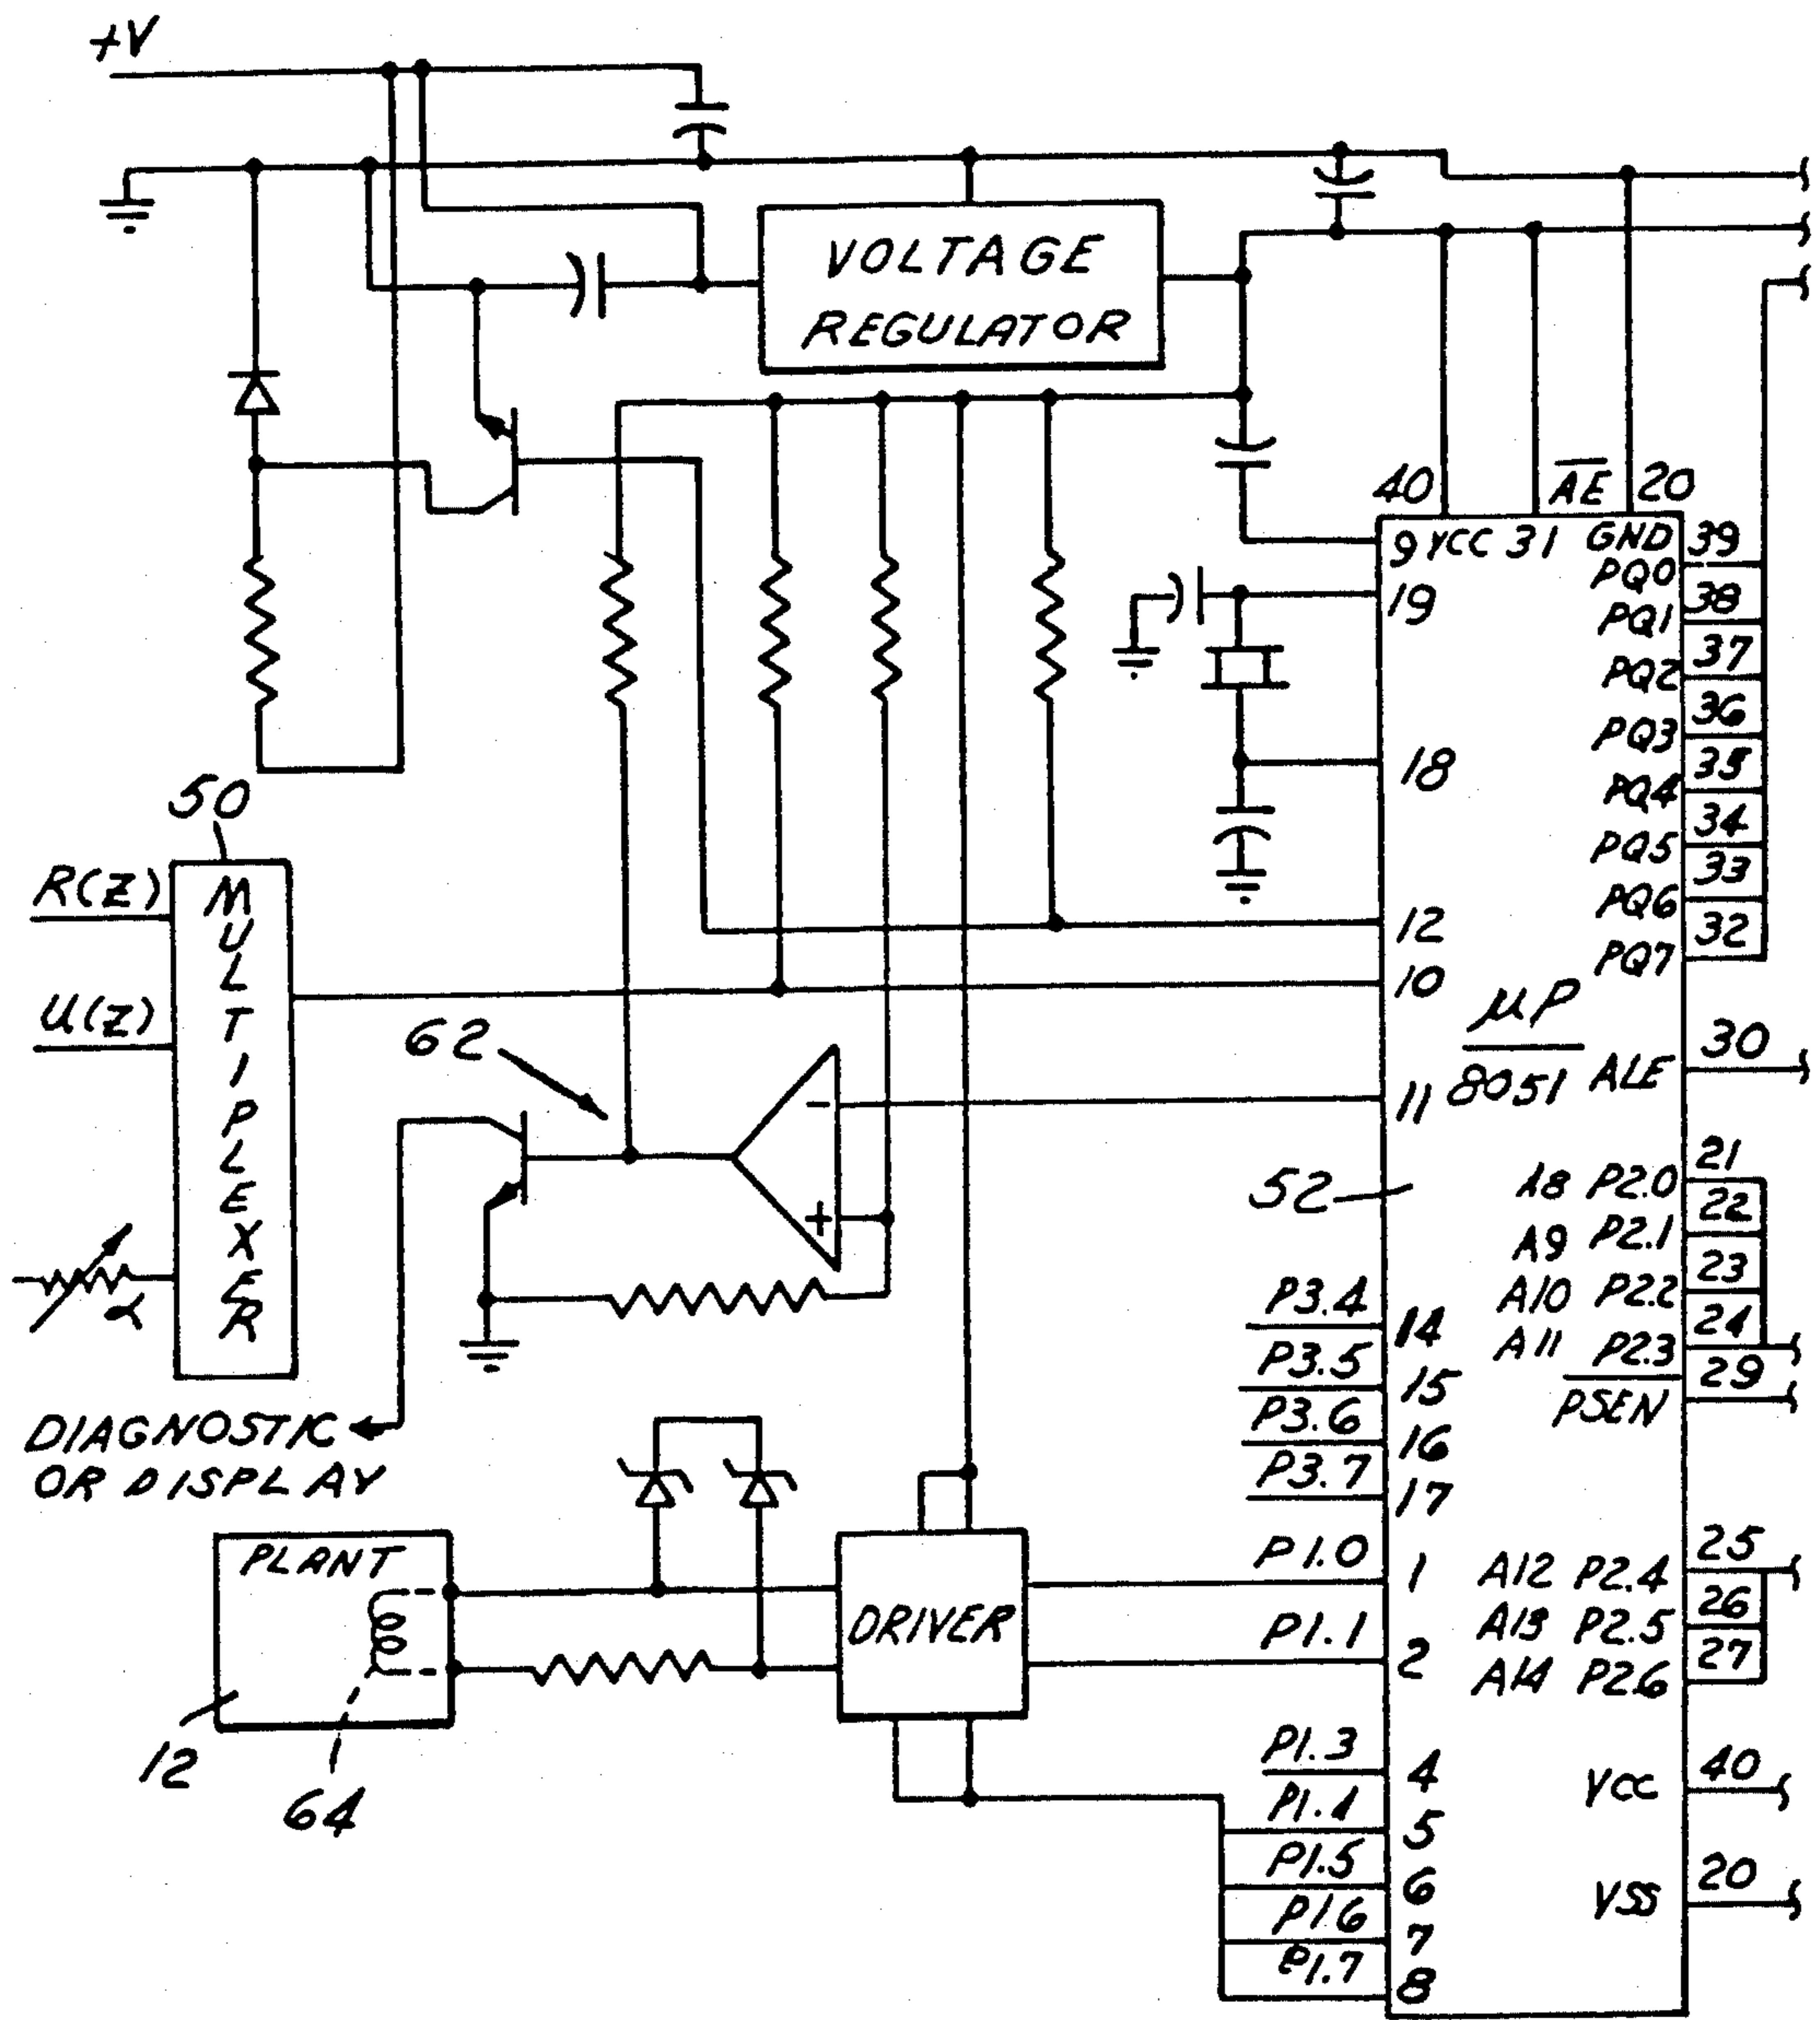 +V
VOLTAGE
REGULATOR
40
AE
20
9
VCC
31
GND
39
PQ0
19
38
PQ1
37
PQ2
36
PQ3
18
35
PQ4
34
PQ5
33
PQ6
32
PQ7
12
10
50
R(Z)
U(Z)
MULTIPLEXER
α
62
μP
8051
ALE
30
11
52
A8 P2.0
21
A9 P2.1
22
A10 P2.2
23
A11 P2.3
24
PSEN
29
P3.4
14
P3.5
15
P3.6
16
P3.7
17
DIAGNOSTIC
OR DISPLAY
-
+
PLANT
DRIVER
12
64
P1.0
1
P1.1
2
A12 P2.4
25
A13 P2.5
26
A14 P2.6
27
P1.3
4
P1.4
5
P1.5
6
P1.6
7
P1.7
8
VCC
40
VSS
20